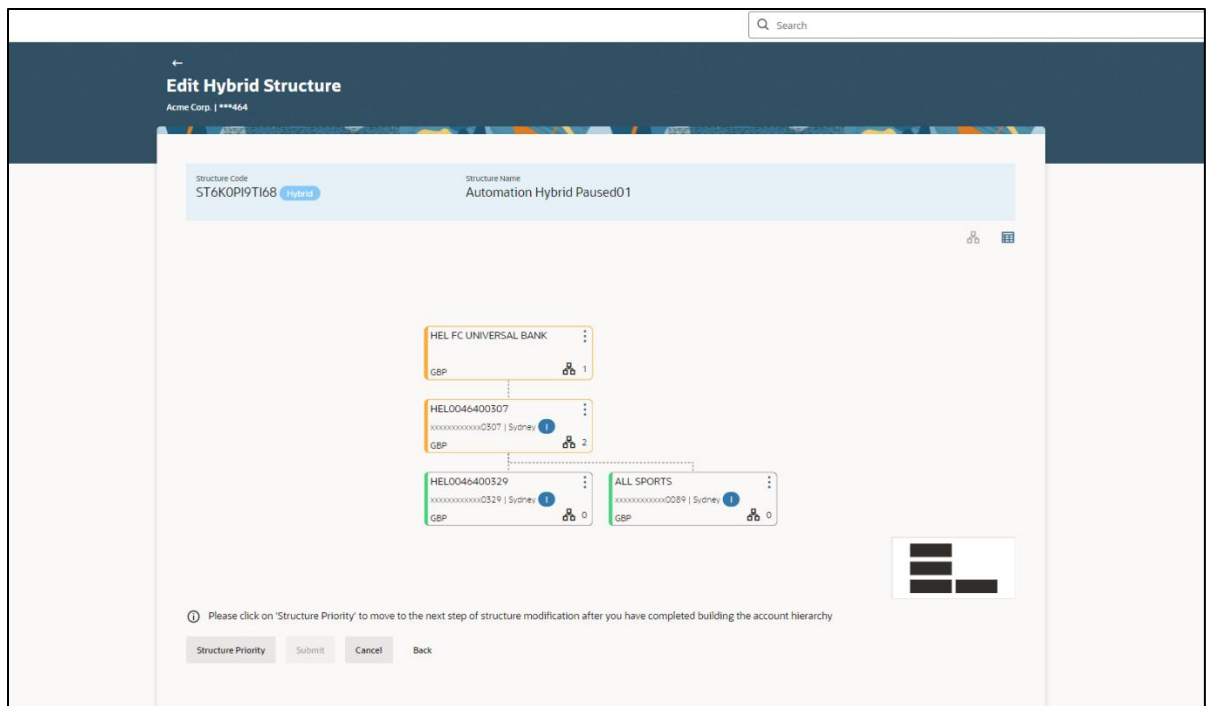 Search
←
Edit Hybrid Structure
Acme Corp. | ***464
Structure Code
Structure Name
ST6K0PI9TI68 Hybrid
Automation Hybrid Paused01
HEL FC UNIVERSAL BANK
GBP
1
HEL0046400307
xxxxxxxxxxxx0307 | Sydney I
GBP
2
HEL0046400329
xxxxxxxxxxxx0329 | Sydney I
GBP
0
ALL SPORTS
xxxxxxxxxxxx0089 | Sydney I
GBP
0
Please click on 'Structure Priority' to move to the next step of structure modification after you have completed building the account hierarchy
Structure Priority
Submit
Cancel
Back